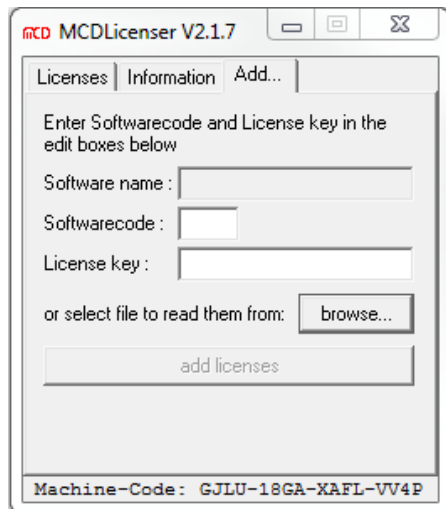 mcd MCDLicenser V2.1.7
Licenses Information Add...
Enter Softwarecode and License key in the
edit boxes below
Software name :
Softwarecode :
License key :
or select file to read them from: browse...
add licenses
Machine-Code: GJLU-18GA-XAFL-VV4P